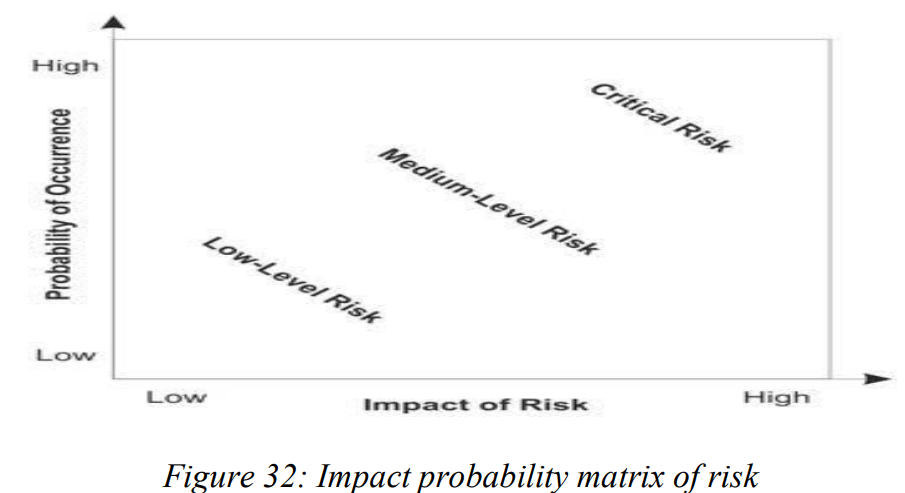 High
Probability of Occurrence
Low
Critical Risk
Medium-Level Risk
Low-Level Risk
Low
Impact of Risk
High
Figure 32: Impact probability matrix of risk